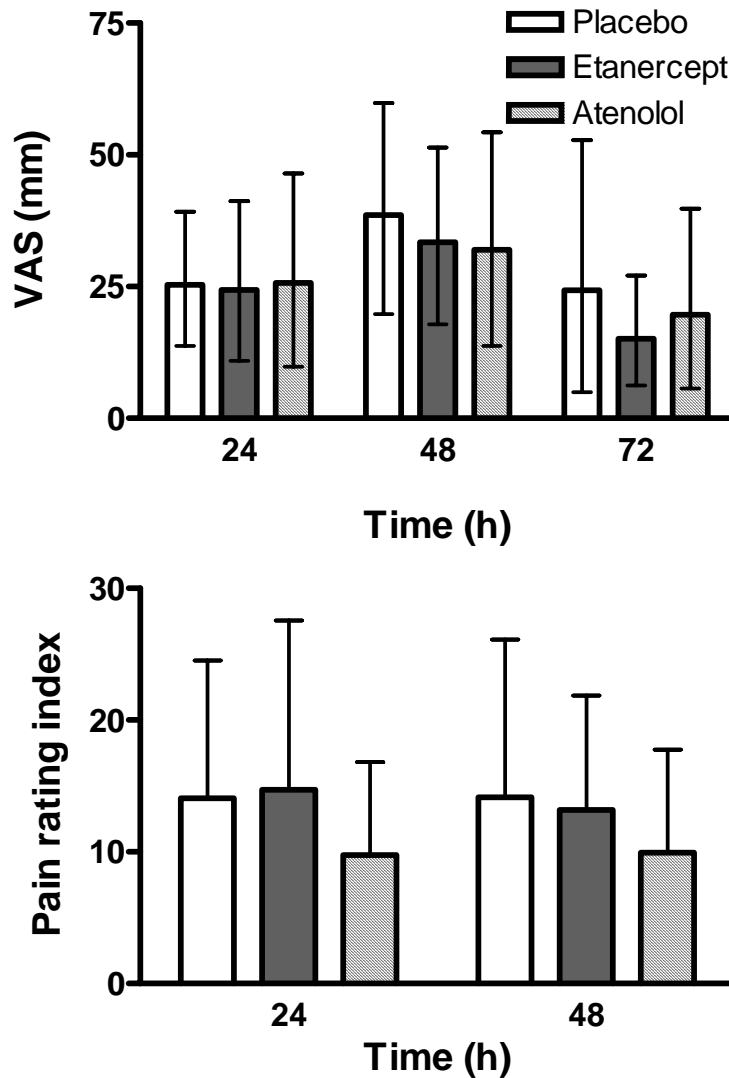 75
Placebo
Etanercept
Atenolol
50
VAS (mm)
25
0
24 48 72
Time (h)
30
20
Pain rating index
10
0
24 48
Time (h)